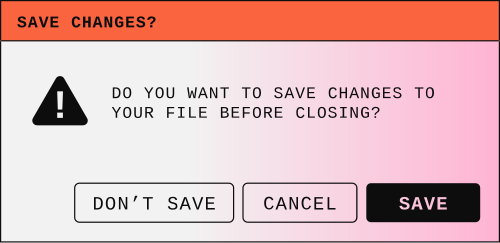 SAVE CHANGES?
!
DO YOU WANT TO SAVE CHANGES TO
YOUR FILE BEFORE CLOSING?
DON’T SAVE CANCEL SAVE